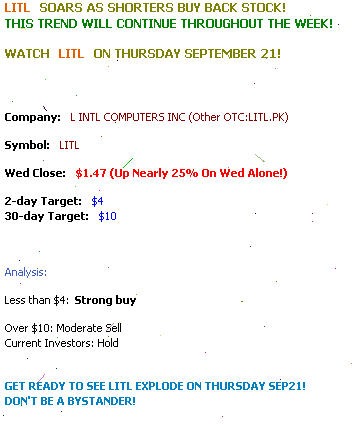 LITL SOARS AS SHORTERS BUY BACK STOCK!
THIS TREND WILL CONTINUE THROUGHOUT THE WEEK!
WATCH LITL ON THURSDAY SEPTEMBER 21!
Company: L INTL COMPUTERS INC (Other OTC:LITL.PK)
Symbol: LITL
Wed Close: $1.47 (Up Nearly 25% On Wed Alone!)
2-day Target: $4
30-day Target: $10
Analysis:
Less than $4: Strong buy
Over $10: Moderate Sell
Current Investors: Hold
GET READY TO SEE LITL EXPLODE ON THURSDAY SEP21!
DON'T BE A BYSTANDER!